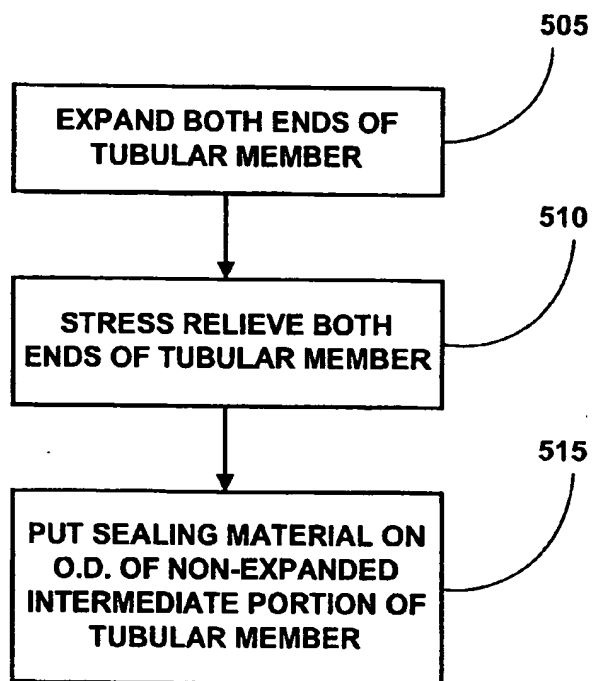 505
EXPAND BOTH ENDS OF
TUBULAR MEMBER
510
STRESS RELIEVE BOTH
ENDS OF TUBULAR MEMBER
515
PUT SEALING MATERIAL ON
O.D. OF NON-EXPANDED
INTERMEDIATE PORTION OF
TUBULAR MEMBER